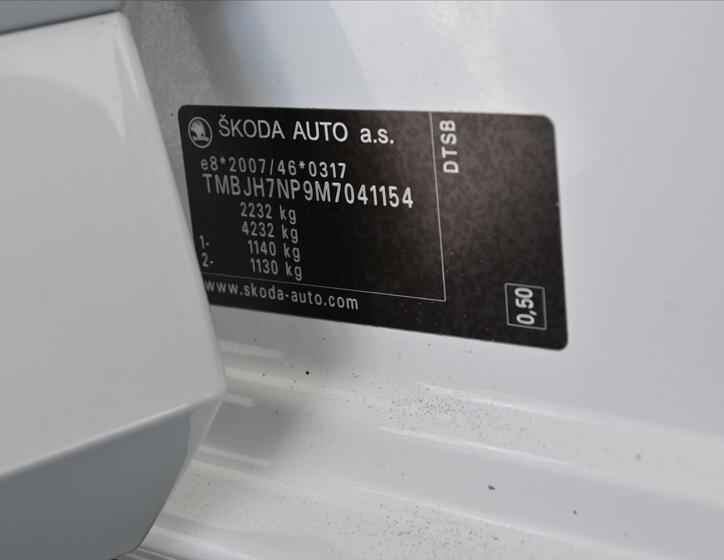 ŠKODA AUTO a.s.
e8*2007/46*0317
TMBJH7NP9M7041154
2232 kg
4232 kg
1- 1140 kg
2- 1130 kg
www.skoda-auto.com
DTSB
0,50